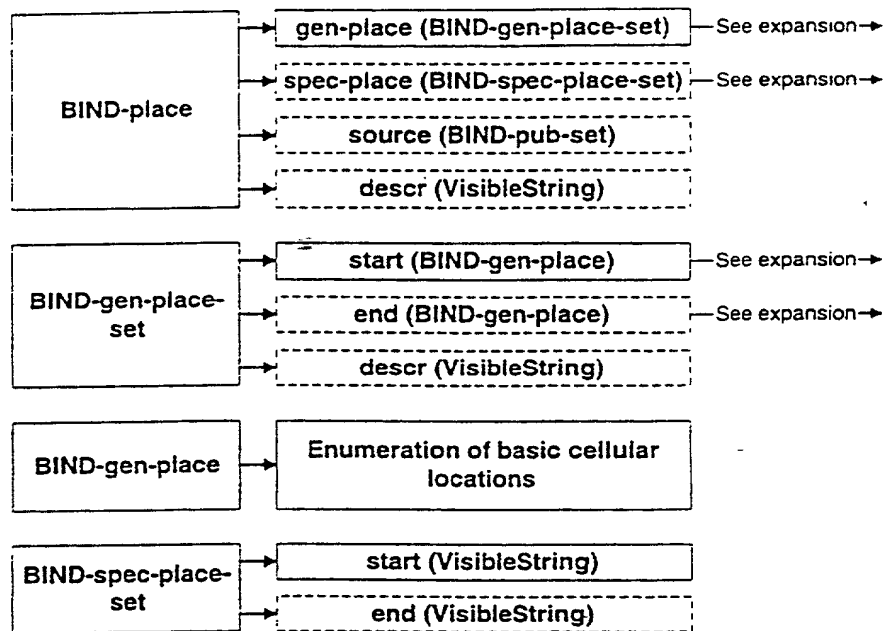 gen-place (BIND-gen-place-set)
See expansion
BIND-place
spec-place (BIND-spec-place-set)
See expansion
source (BIND-pub-set)
descr (VisibleString)
BIND-gen-place-
set
start (BIND-gen-place)
See expansion
end (BIND-gen-place)
See expansion
descr (VisibleString)
BIND-gen-place
Enumeration of basic cellular
locations
BIND-spec-place-
set
start (VisibleString)
end (VisibleString)